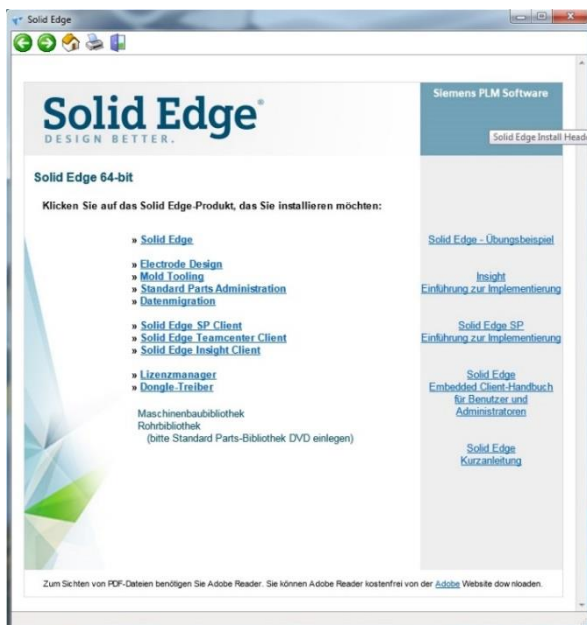 Solid Edge
Solid Edge®
DESIGN BETTER.
Siemens PLM Software
Solid Edge Install Head
Solid Edge 64-bit
Klicken Sie auf das Solid Edge-Produkt, das Sie installieren möchten:
» Solid Edge
» Electrode Design
» Mold Tooling
» Standard Parts Administration
» Datenmigration
» Solid Edge SP Client
» Solid Edge Teamcenter Client
» Solid Edge Insight Client
» Lizenzmanager
» Dongle-Treiber
Maschinenbaubibliothek
Rohrbibliothek
(bitte Standard Parts-Bibliothek DVD einlegen)
Solid Edge - Übungsbeispiel
Insight
Einführung zur Implementierung
Solid Edge SP
Einführung zur Implementierung
Solid Edge
Embedded Client-Handbuch
für Benutzer und
Administratoren
Solid Edge
Kurzanleitung
Zum Sichten von PDF-Dateien benötigen Sie Adobe Reader. Sie können Adobe Reader kostenfrei von der Adobe Website dow nloaden.